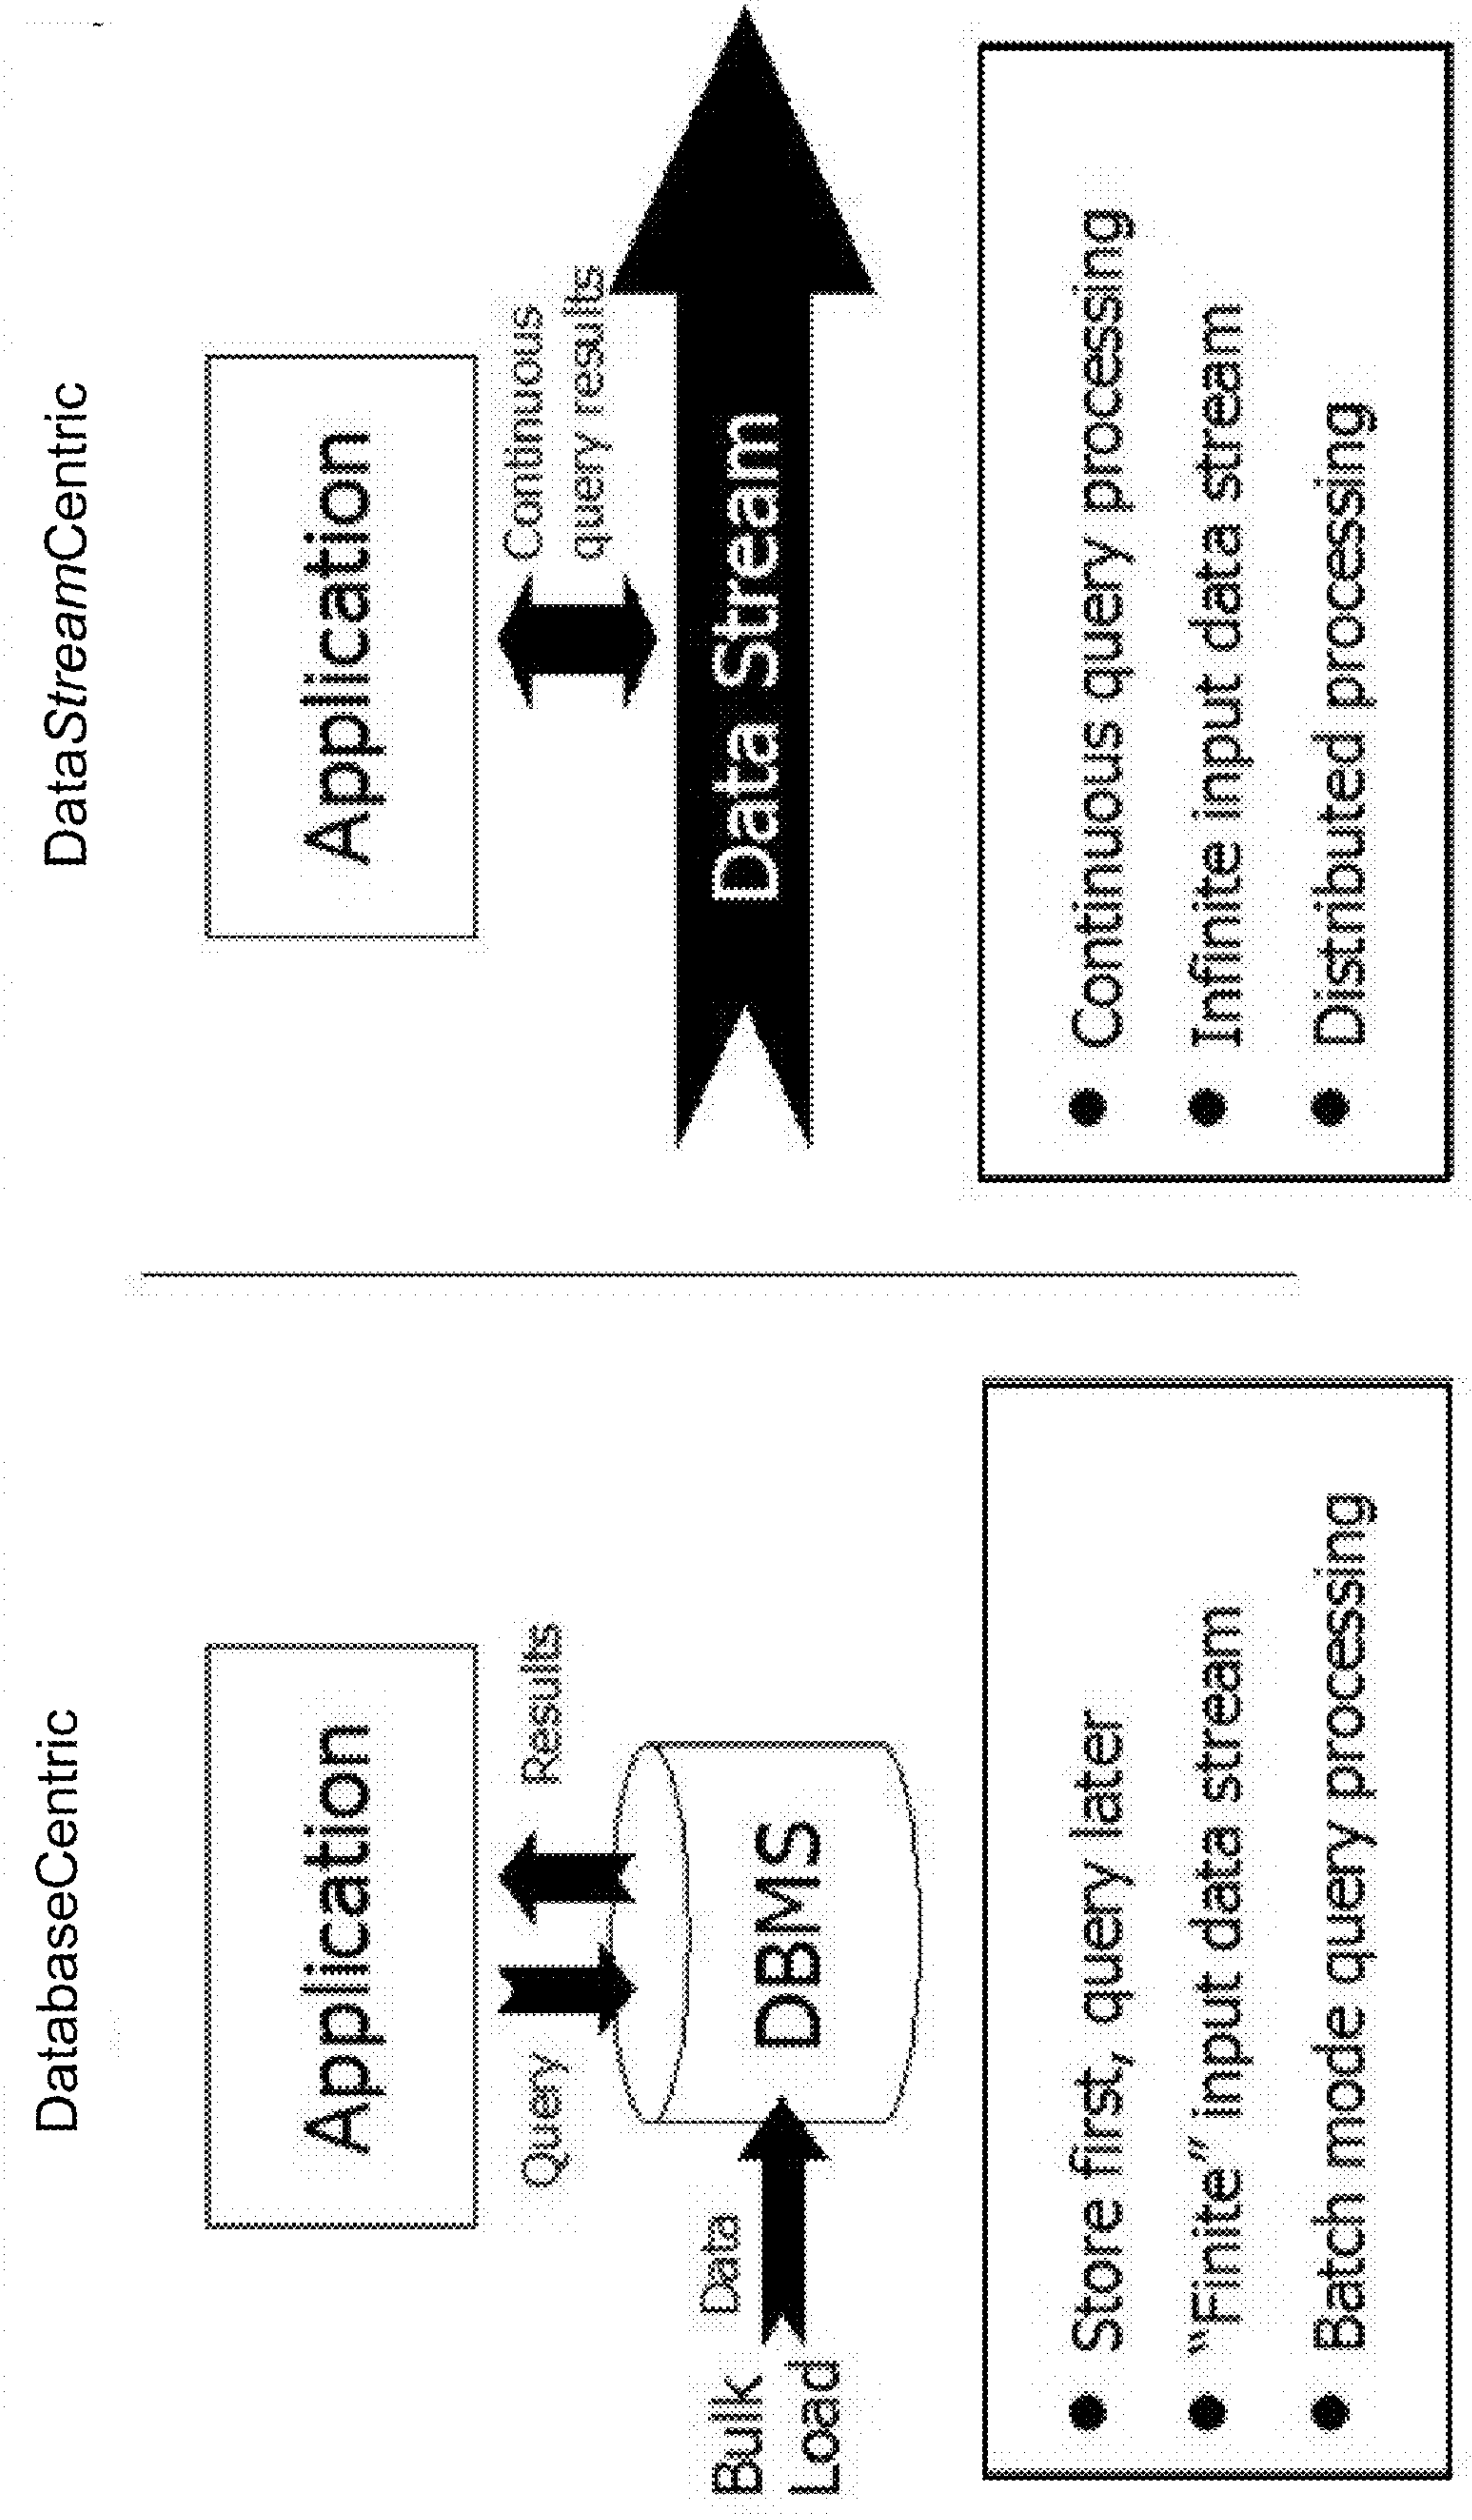 DatabaseCentric
Application
Query
Results
Data
Bulk
Load
DBMS
● Store first, query later
● “Finite” input data stream
● Batch mode query processing
DataStreamCentric
Application
Continuous
query results
Data Stream
● Continuous query processing
● Infinite input data stream
● Distributed processing